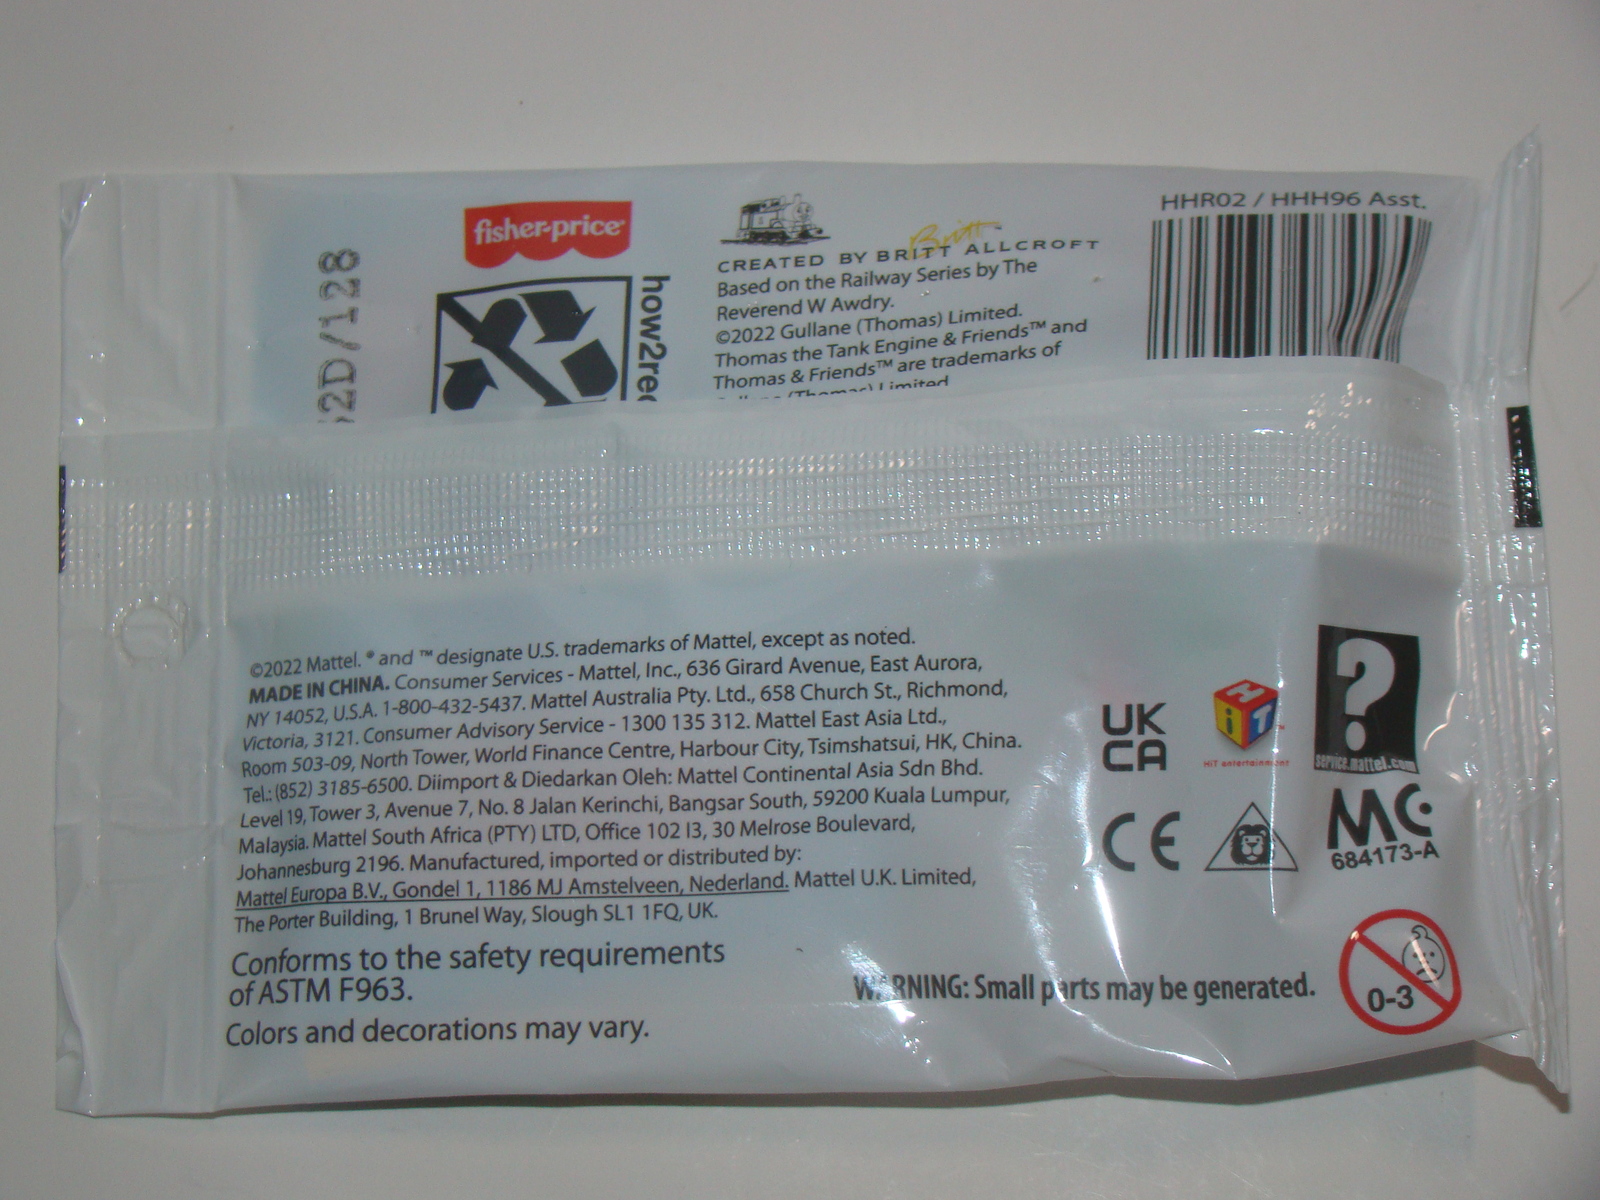 fisher-price®
how2rec
2D/128
CREATED BY BRITT ALLCROFT
Britt™
Based on the Railway Series by The
Reverend W Awdry.
©2022 Gullane (Thomas) Limited.
Thomas the Tank Engine & Friends™ and
Thomas & Friends™ are trademarks of
Gullane (Thomas) Limited
HHR02 / HHH96 Asst.
©2022 Mattel. ® and ™ designate U.S. trademarks of Mattel, except as noted.
MADE IN CHINA. Consumer Services - Mattel, Inc., 636 Girard Avenue, East Aurora,
NY 14052, U.S.A. 1-800-432-5437. Mattel Australia Pty. Ltd., 658 Church St., Richmond,
Victoria, 3121. Consumer Advisory Service - 1300 135 312. Mattel East Asia Ltd.,
Room 503-09, North Tower, World Finance Centre, Harbour City, Tsimshatsui, HK, China.
Tel.: (852) 3185-6500. Diimport & Diedarkan Oleh: Mattel Continental Asia Sdn Bhd.
Level 19, Tower 3, Avenue 7, No. 8 Jalan Kerinchi, Bangsar South, 59200 Kuala Lumpur,
Malaysia. Mattel South Africa (PTY) LTD, Office 102 I3, 30 Melrose Boulevard,
Johannesburg 2196. Manufactured, imported or distributed by:
Mattel Europa B.V., Gondel 1, 1186 MJ Amstelveen, Nederland. Mattel U.K. Limited,
The Porter Building, 1 Brunel Way, Slough SL1 1FQ, UK.
Conforms to the safety requirements
of ASTM F963.
Colors and decorations may vary.
UK
CA
HiT
HiT entertainment
?
service.mattel.com
CE
MC
684173-A
WARNING: Small parts may be generated.
0-3